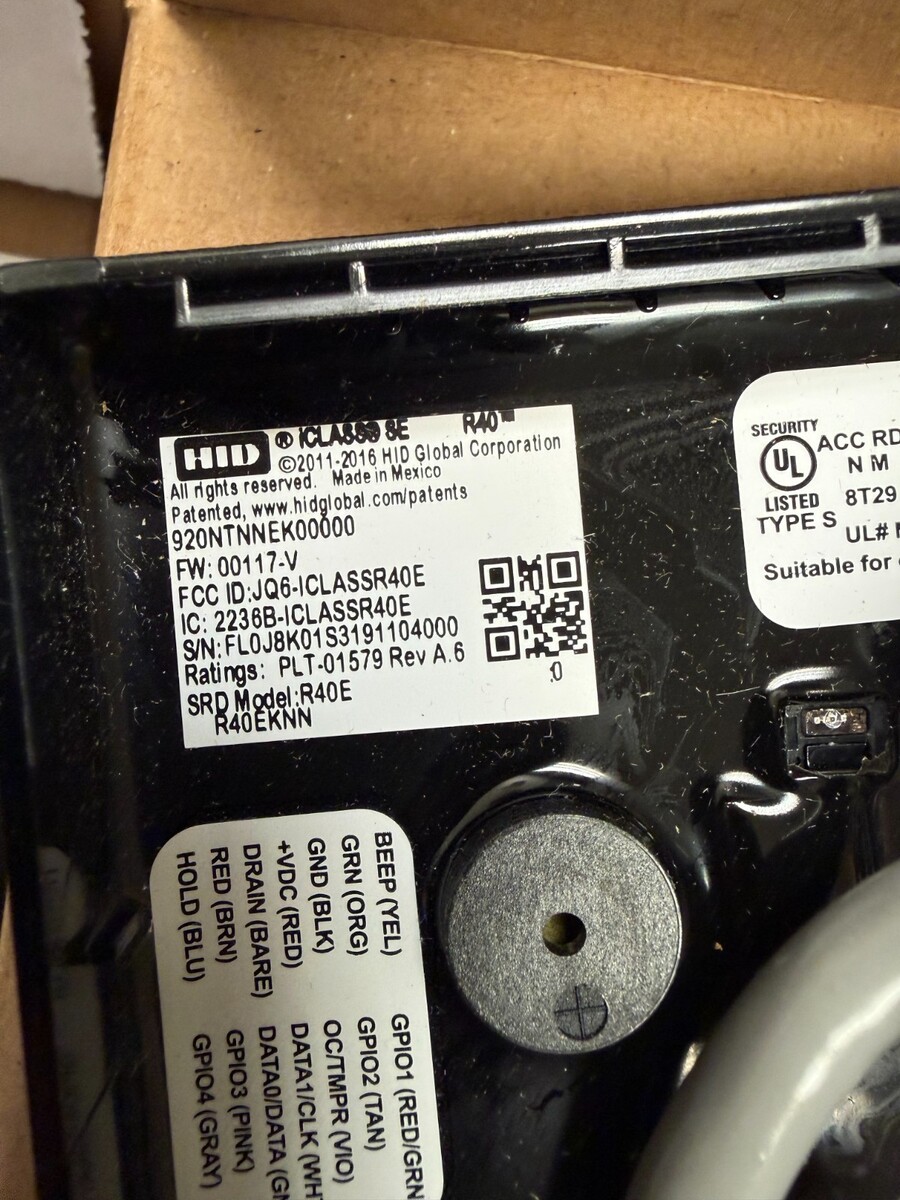 HID ® iCLASS® SE R40™
©2011-2016 HID Global Corporation
All rights reserved. Made in Mexico
Patented, www.hidglobal.com/patents
920NTNNEK00000
FW: 00117-V
FCC ID:JQ6-ICLASSR40E
IC: 2236B-ICLASSR40E
S/N:FL0J8K01S3191104000
Ratings: PLT-01579 Rev A.6
SRD Model:R40E
R40EKNN
.0
SECURITY
UL
LISTED
TYPE S
ACC RD
N M
8T29
UL#
Suitable for
BEEP (YEL)
GRN (ORG)
GND (BLK)
+VDC (RED)
DRAIN (BARE)
RED (BRN)
HOLD (BLU)
GPIO1 (RED/GRN
GPIO2 (TAN)
OC/TMPR (VIO)
DATA1/CLK (WH
DATA0/DATA (G
GPIO3 (PINK)
GPIO4 (GRAY)